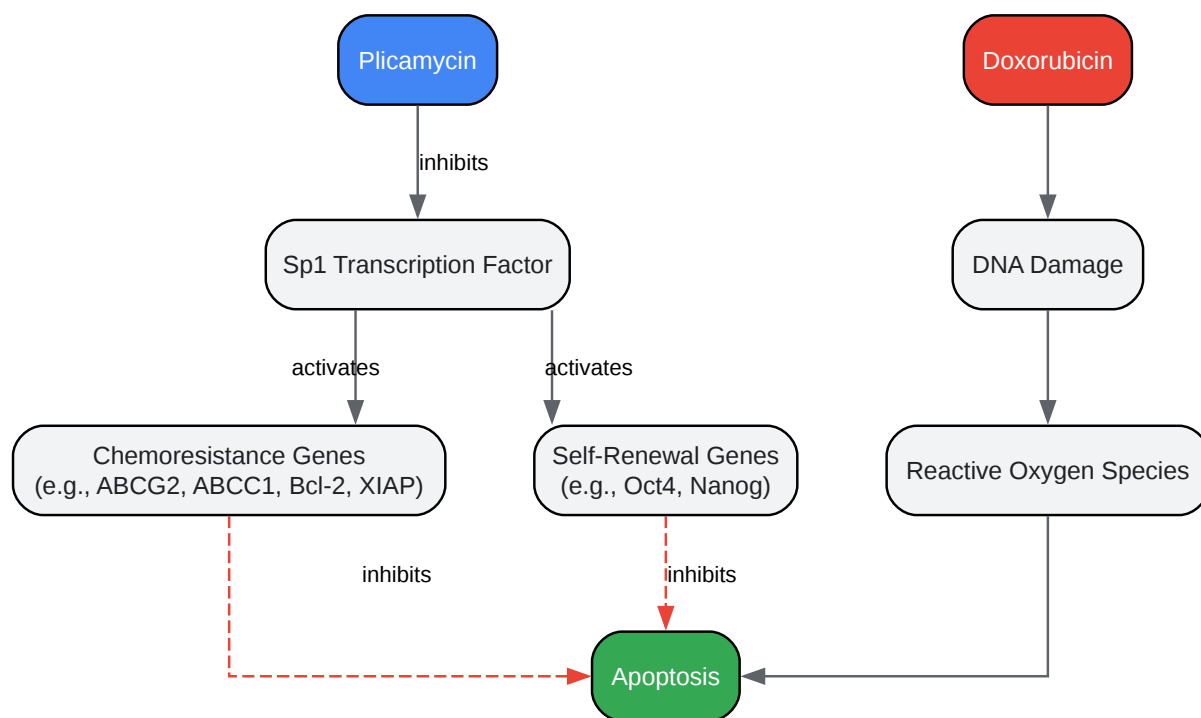 Plicamycin
Doxorubicin
inhibits
Sp1 Transcription Factor
DNA Damage
activates
activates
Chemoresistance Genes
(e.g., ABCG2, ABCC1, Bcl-2, XIAP)
Self-Renewal Genes
(e.g., Oct4, Nanog)
Reactive Oxygen Species
inhibits
inhibits
Apoptosis